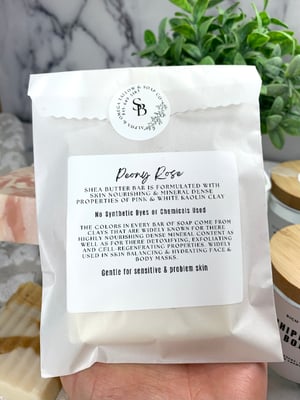 SB
Peony Rose
SHEA BUTTER BAR IS FORMULATED WITH
SKIN NOURISHING & MINERAL DENSE
PROPERTIES OF PINK & WHITE KAOLIN CLAY
No Synthetic Dyes or Chemicals Used
THE COLORS IN EVERY BAR OF SOAP COME FROM
CLAYS THAT ARE WIDELY KNOWN FOR THERE
HIGHLY NOURISHING DENSE MINERAL CONTENT AS
WELL AS FOR THERE DETOXIFYING, EXFOLIATING
AND CELL-REGENERATING PROPERTIES. WIDELY
USED IN SKIN BALANCING & HYDRATING FACE &
BODY MASKS.
Gentle for sensitive & problem skin
RICH